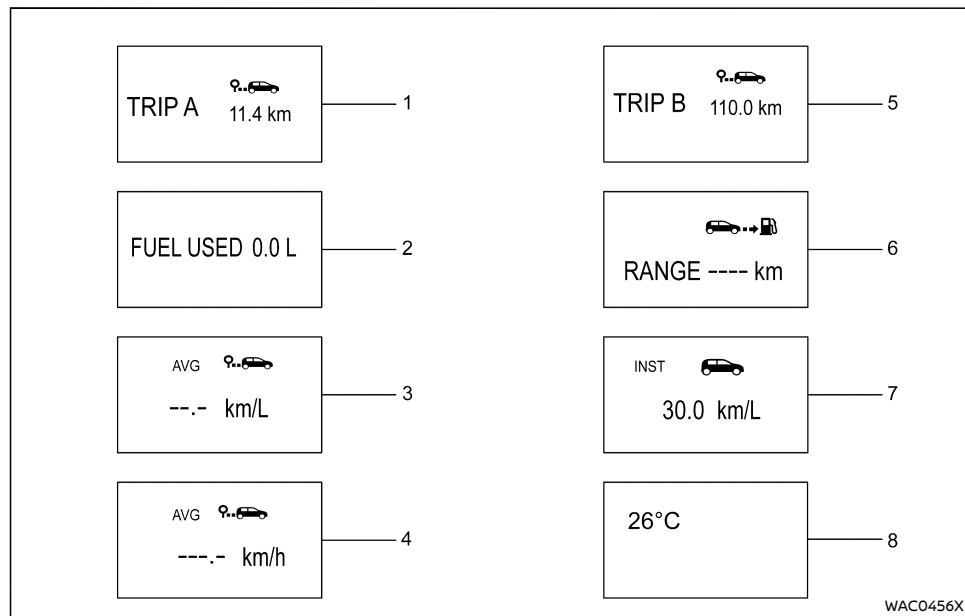 TRIP A 11.4 km
1
FUEL USED 0.0 L
2
AVG
--.- km/L
3
AVG
---.- km/h
4
TRIP B 110.0 km
5
RANGE ---- km
6
INST
30.0 km/L
7
26°C
8
WAC0456X